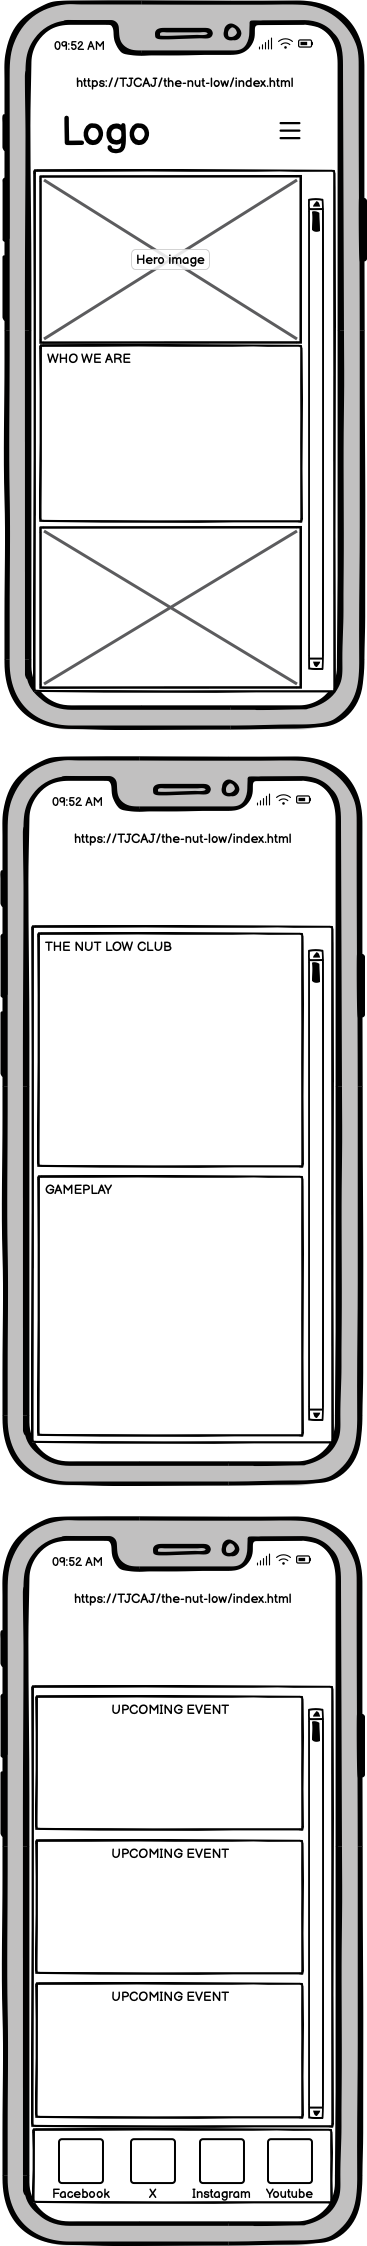 09:52 AM
https://TJCAJ/the-nut-low/index.html
Logo
Hero image
WHO WE ARE
09:52 AM
https://TJCAJ/the-nut-low/index.html
THE NUT LOW CLUB
GAMEPLAY
09:52 AM
https://TJCAJ/the-nut-low/index.html
UPCOMING EVENT
UPCOMING EVENT
UPCOMING EVENT
Facebook X Instagram Youtube